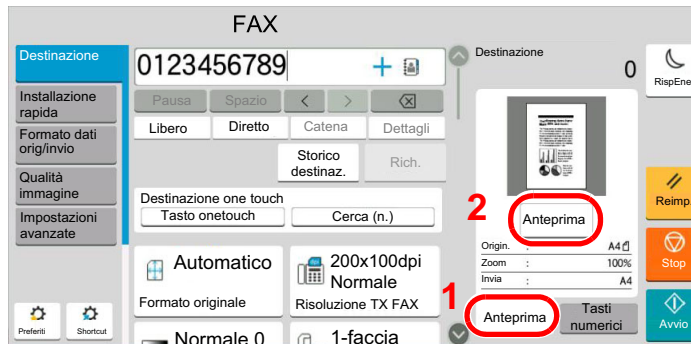 FAX
Destinazione
Installazione
rapida
Formato dati
orig/invio
Qualità
immagine
Impostazioni
avanzate
Preferiti
Shortcut
0123456789
Pausa
Spazio
<
>
Libero
Diretto
Catena
Dettagli
Storico
destinaz.
Rich.
Destinazione one touch
Tasto onetouch
Cerca (n.)
Automatico
Formato originale
200x100dpi
Normale
Risoluzione TX FAX
Normale 0
1-faccia
Destinazione
0
2
Anteprima
Origin. : A4
Zoom : 100%
Invia : A4
1
Anteprima
Tasti
numerici
RispEne
Reimp.
Stop
Avvio